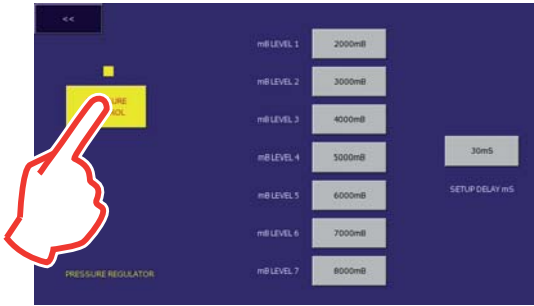 <<
mB LEVEL 1 2000mB
mB LEVEL 2 3000mB
mB LEVEL 3 4000mB
mB LEVEL 4 5000mB
mB LEVEL 5 6000mB
mB LEVEL 6 7000mB
mB LEVEL 7 8000mB
30mS
SETUP DELAY mS
PRESSURE REGULATOR